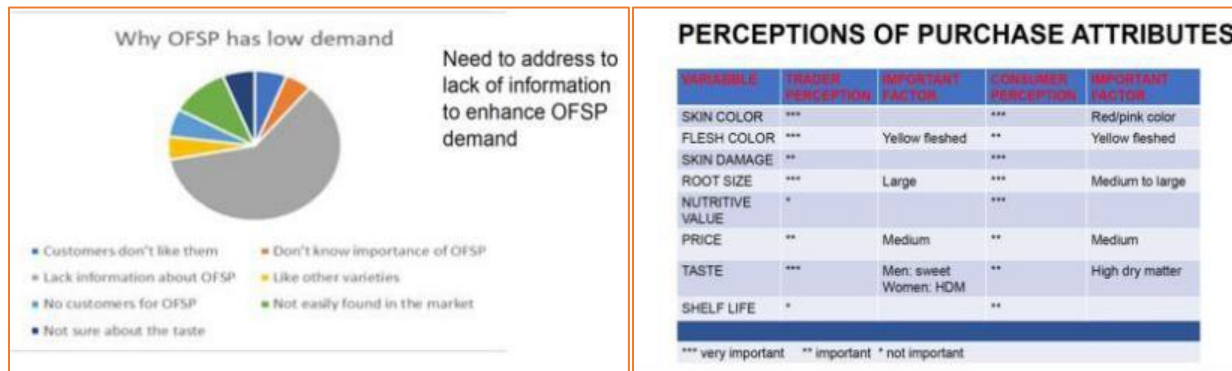 Why OFSP has low demand
Need to address to
lack of information
to enhance OFSP
demand
Customers don't like them
Don't know importance of OFSP
Lack information about OFSP
Like other varieties
No customers for OFSP
Not easily found in the market
Not sure about the taste
PERCEPTIONS OF PURCHASE ATTRIBUTES
VARIABBLE TRADER PERCEPTION IMPORTANT FACTOR CONSUMER PERCEPTION IMPORTANT FACTOR
SKIN COLOR *** *** Red/pink color
FLESH COLOR *** Yellow fleshed ** Yellow fleshed
SKIN DAMAGE ** ***
ROOT SIZE *** Large *** Medium to large
NUTRITIVE VALUE * ***
PRICE ** Medium ** Medium
TASTE *** Men: sweet Women: HDM ** High dry matter
SHELF LIFE * **
*** very important ** important * not important